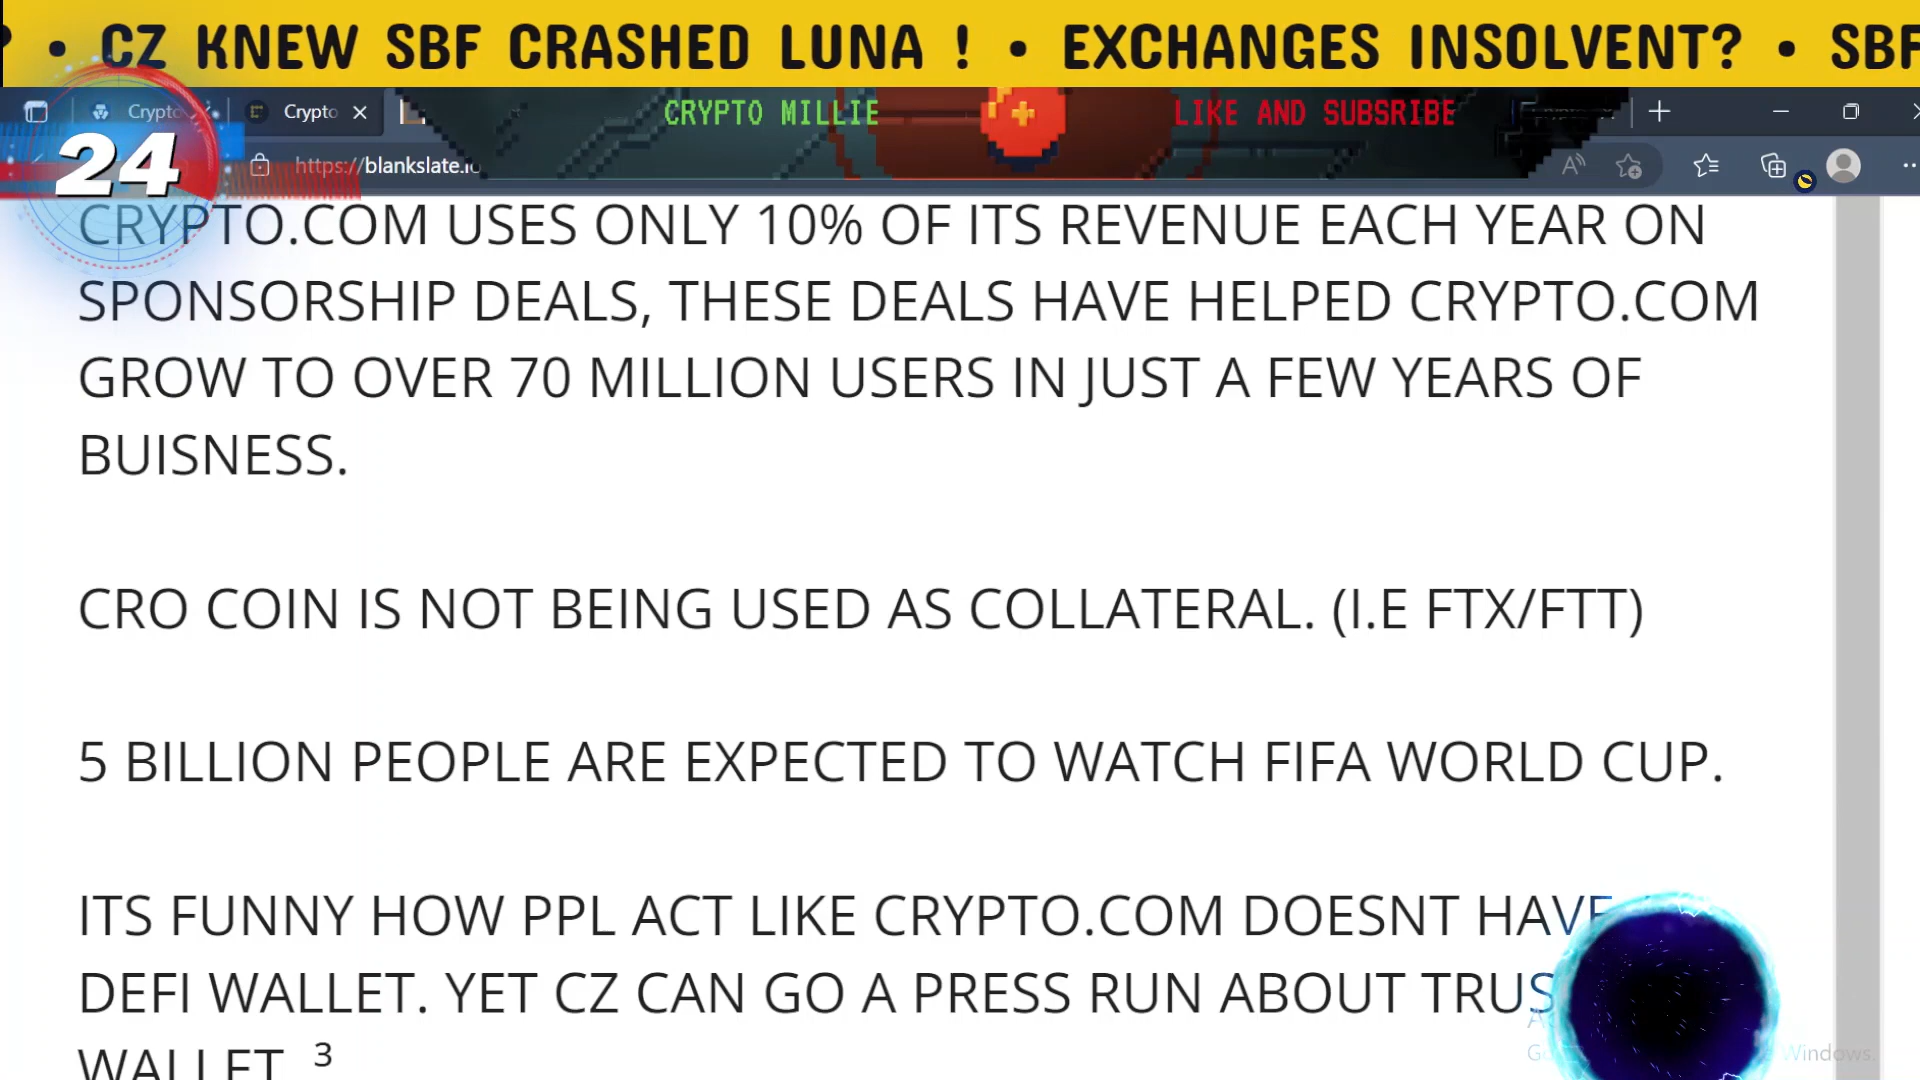 • CZ KNEW SBF CRASHED LUNA ! • EXCHANGES INSOLVENT? • SBF
Crypto Crypto CRYPTO MILLIE LIKE AND SUBSRIBE
24 https://blankslate.io
CRYPTO.COM USES ONLY 10% OF ITS REVENUE EACH YEAR ON
SPONSORSHIP DEALS, THESE DEALS HAVE HELPED CRYPTO.COM
GROW TO OVER 70 MILLION USERS IN JUST A FEW YEARS OF
BUISNESS.
CRO COIN IS NOT BEING USED AS COLLATERAL. (I.E FTX/FTT)
5 BILLION PEOPLE ARE EXPECTED TO WATCH FIFA WORLD CUP.
ITS FUNNY HOW PPL ACT LIKE CRYPTO.COM DOESNT HAVE
DEFI WALLET. YET CZ CAN GO A PRESS RUN ABOUT TRUS
WALLET 3
Windows.